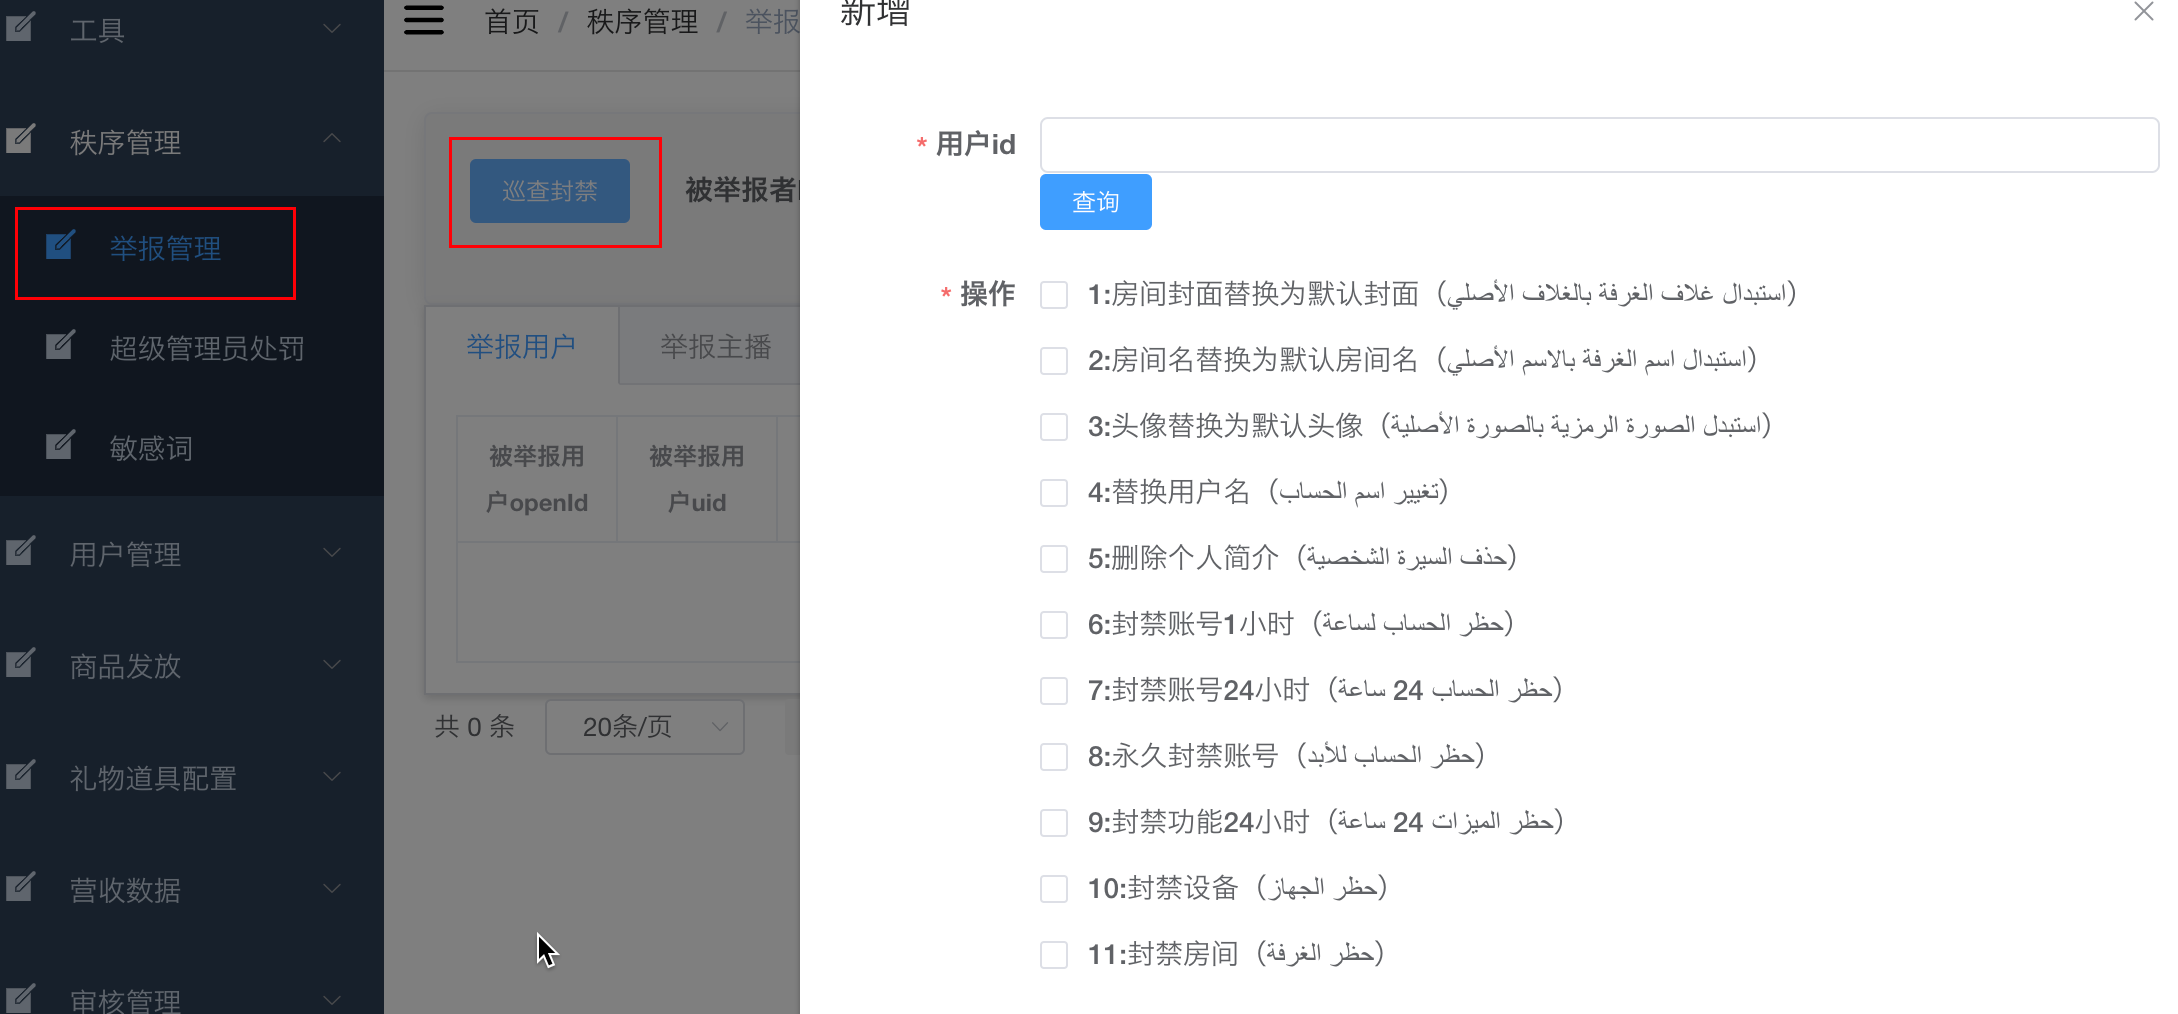 工具
秩序管理
举报管理
超级管理员处罚
敏感词
用户管理
商品发放
礼物道具配置
营收数据
审核管理
首页 / 秩序管理 / 举报
巡查封禁
被举报者
举报用户
举报主播
被举报用户openId
被举报用户uid
共 0 条
20条/页
新增
* 用户id
查询
* 操作
1:房间封面替换为默认封面（استبدال غلاف الغرفة بالغلاف الأصلي）
2:房间名替换为默认房间名（استبدال اسم الغرفة بالاسم الأصلي）
3:头像替换为默认头像（استبدل الصورة الرمزية بالصورة الأصلية）
4:替换用户名（تغيير اسم الحساب）
5:删除个人简介（حذف السيرة الشخصية）
6:封禁账号1小时（حظر الحساب لساعة）
7:封禁账号24小时（حظر الحساب 24 ساعة）
8:永久封禁账号（حظر الحساب للأبد）
9:封禁功能24小时（حظر الميزات 24 ساعة）
10:封禁设备（حظر الجهاز）
11:封禁房间（حظر الغرفة）